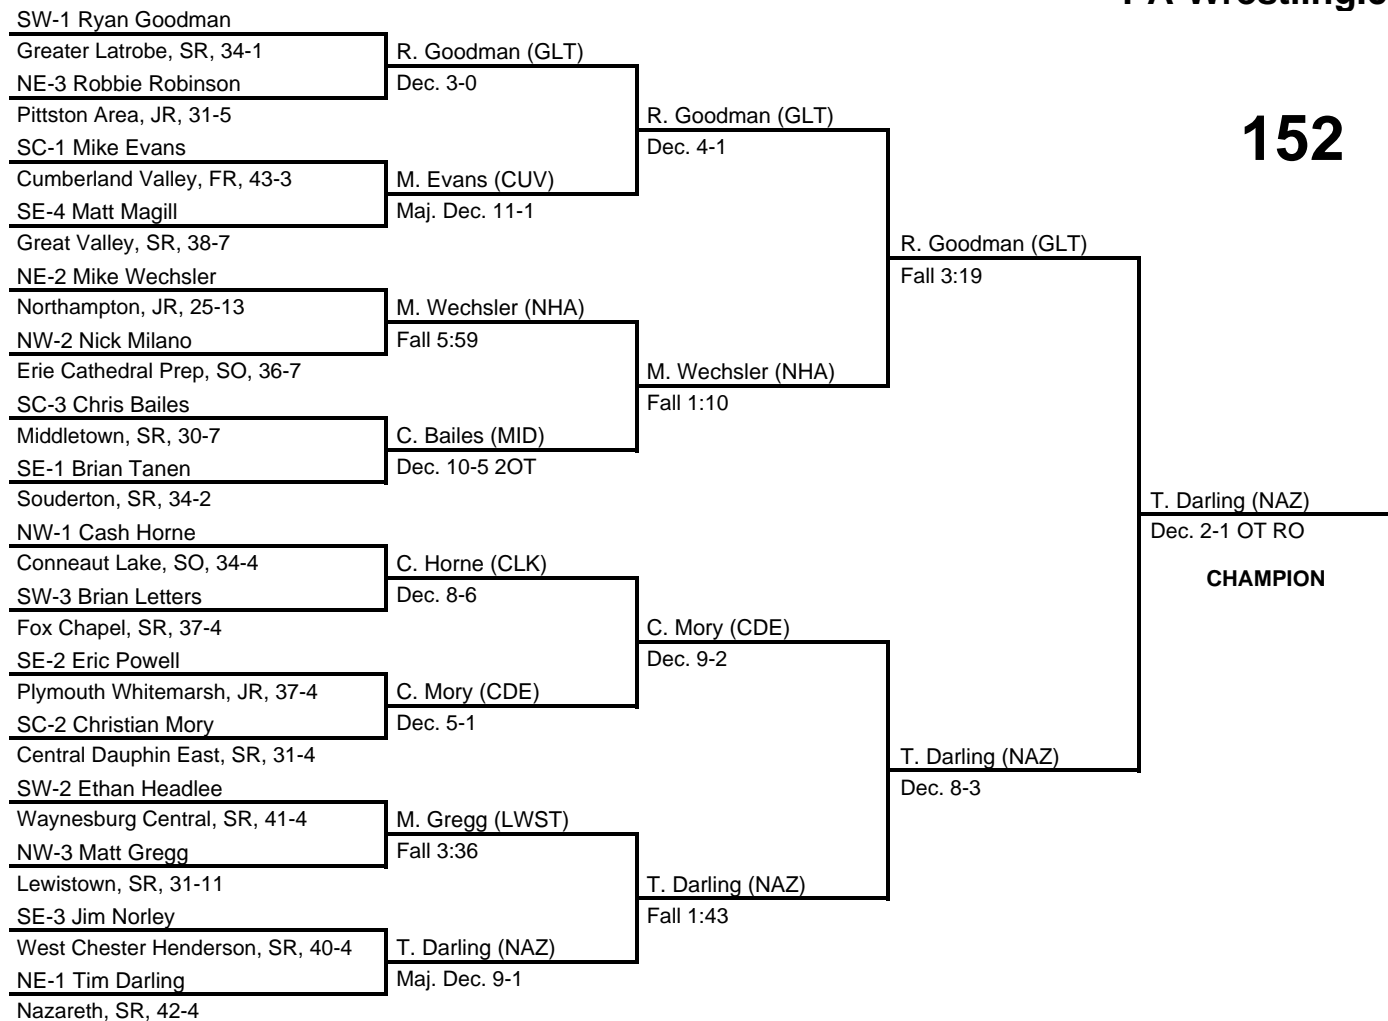 SW-1 Ryan Goodman
Greater Latrobe, SR, 34-1
NE-3 Robbie Robinson
Pittston Area, JR, 31-5
SC-1 Mike Evans
Cumberland Valley, FR, 43-3
SE-4 Matt Magill
Great Valley, SR, 38-7
NE-2 Mike Wechsler
Northampton, JR, 25-13
NW-2 Nick Milano
Erie Cathedral Prep, SO, 36-7
SC-3 Chris Bailes
Middletown, SR, 30-7
SE-1 Brian Tanen
Souderton, SR, 34-2
NW-1 Cash Horne
Conneaut Lake, SO, 34-4
SW-3 Brian Letters
Fox Chapel, SR, 37-4
SE-2 Eric Powell
Plymouth Whitemarsh, JR, 37-4
SC-2 Christian Mory
Central Dauphin East, SR, 31-4
SW-2 Ethan Headlee
Waynesburg Central, SR, 41-4
NW-3 Matt Gregg
Lewistown, SR, 31-11
SE-3 Jim Norley
West Chester Henderson, SR, 40-4
NE-1 Tim Darling
Nazareth, SR, 42-4
R. Goodman (GLT)
Dec. 3-0
M. Evans (CUV)
Maj. Dec. 11-1
M. Wechsler (NHA)
Fall 5:59
C. Bailes (MID)
Dec. 10-5 2OT
C. Horne (CLK)
Dec. 8-6
C. Mory (CDE)
Dec. 5-1
M. Gregg (LWST)
Fall 3:36
T. Darling (NAZ)
Maj. Dec. 9-1
R. Goodman (GLT)
Dec. 4-1
M. Wechsler (NHA)
Fall 1:10
C. Mory (CDE)
Dec. 9-2
T. Darling (NAZ)
Fall 1:43
R. Goodman (GLT)
Fall 3:19
T. Darling (NAZ)
Dec. 8-3
152
T. Darling (NAZ)
Dec. 2-1 OT RO
CHAMPION